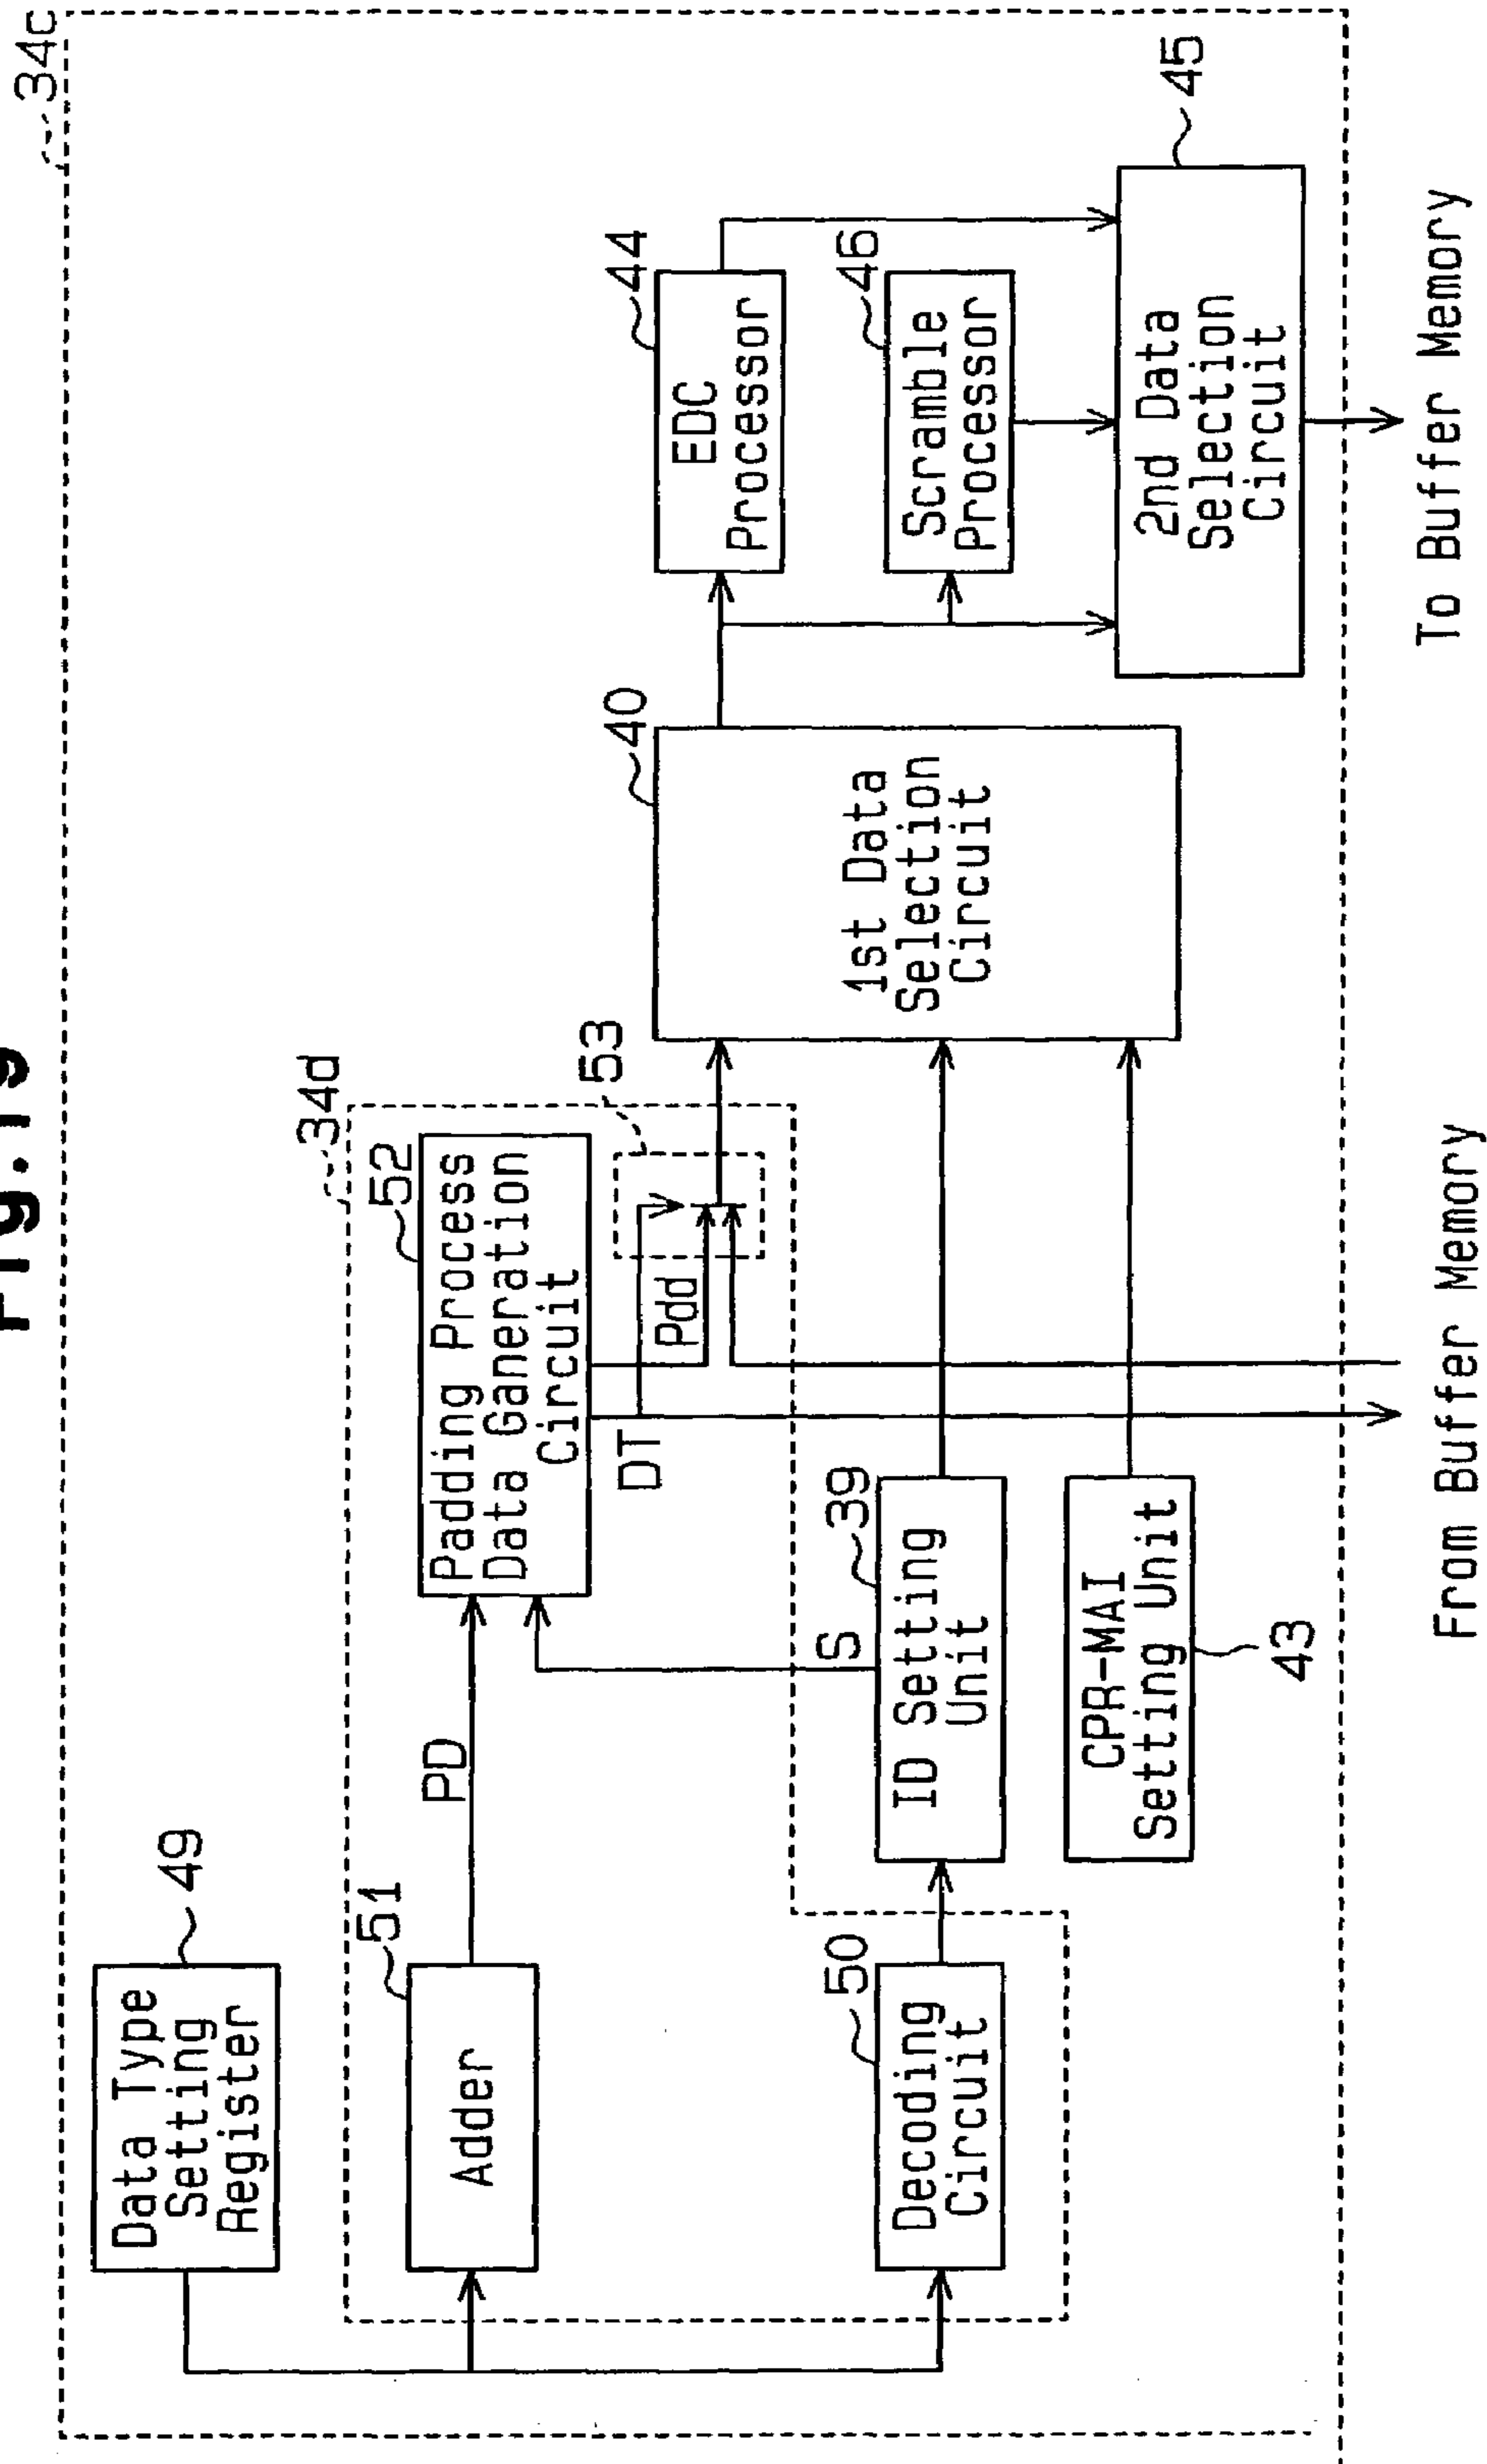 Fig.19
34c
Data Type
Setting
Register
49
34d
51
Adder
PD
52
Padding Process
Data Ganeration
Circuit
DT
Pdd
53
S
50
Decoding
Circuit
39
ID Setting
Unit
CPR-MAI
Setting Unit
43
40
1st Data
Selection
Circuit
44
EDC
Processor
46
Scramble
Processor
45
2nd Data
Selection
Circuit
From Buffer Memory
To Buffer Memory